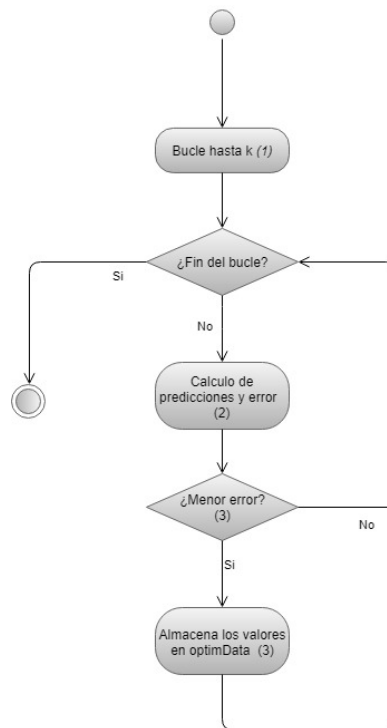 Bucle hasta k (1)
¿Fin del bucle?
Si
No
Calculo de
predicciones y error
(2)
¿Menor error?
(3)
No
Si
Almacena los valores
en optimData (3)